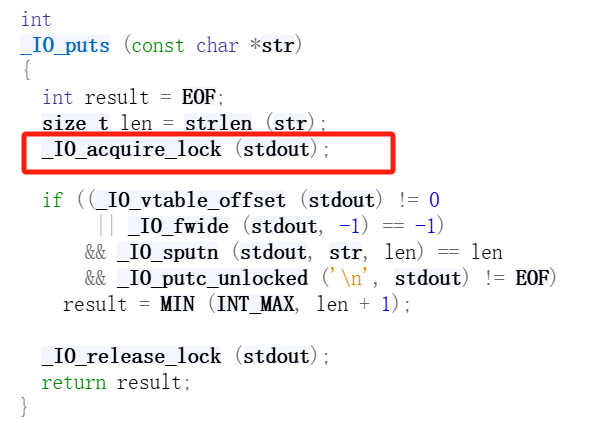 int
_IO_puts (const char *str)
{
  int result = EOF;
  size_t len = strlen (str);
  _IO_acquire_lock (stdout);

  if ((_IO_vtable_offset (stdout) != 0
       || _IO_fwide (stdout, -1) == -1)
      && _IO_sputn (stdout, str, len) == len
      && _IO_putc_unlocked ('\n', stdout) != EOF)
    result = MIN (INT_MAX, len + 1);

  _IO_release_lock (stdout);
  return result;
}